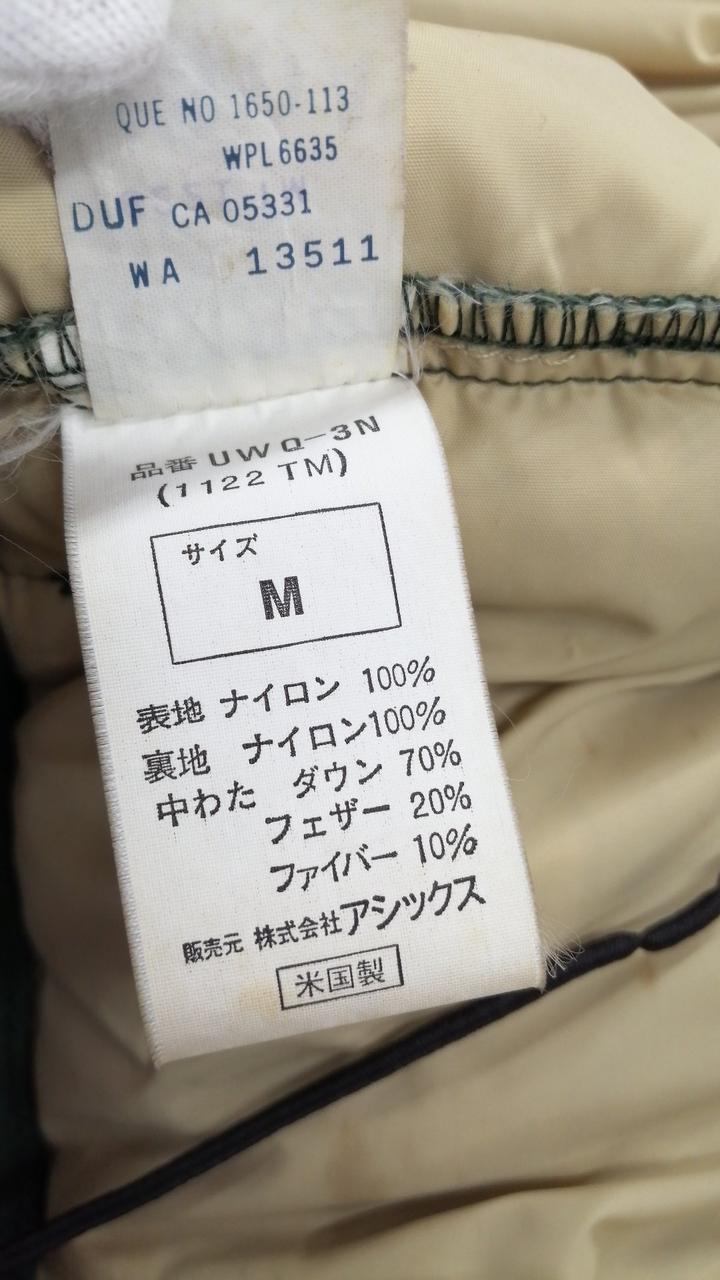 QUE NO 1650-113
WPL6635
DUF CA 05331
WA 13511
品番 UWQ-3N
(1122 TM)
サイズ
M
表地 ナイロン 100%
裏地 ナイロン100%
中わた ダウン 70%
フェザー 20%
ファイバー 10%
販売元 株式会社アシックス
米国製